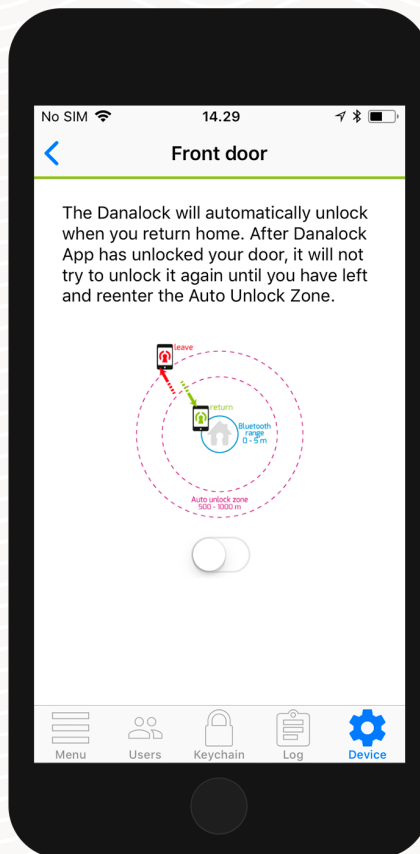 No SIM 14.29
Front door
The Danalock will automatically unlock
when you return home. After Danalock
App has unlocked your door, it will not
try to unlock it again until you have left
and reenter the Auto Unlock Zone.
leave
return
Bluetooth
range
0 - 5 m
Auto unlock zone
500 - 1000 m
Menu Users Keychain Log Device